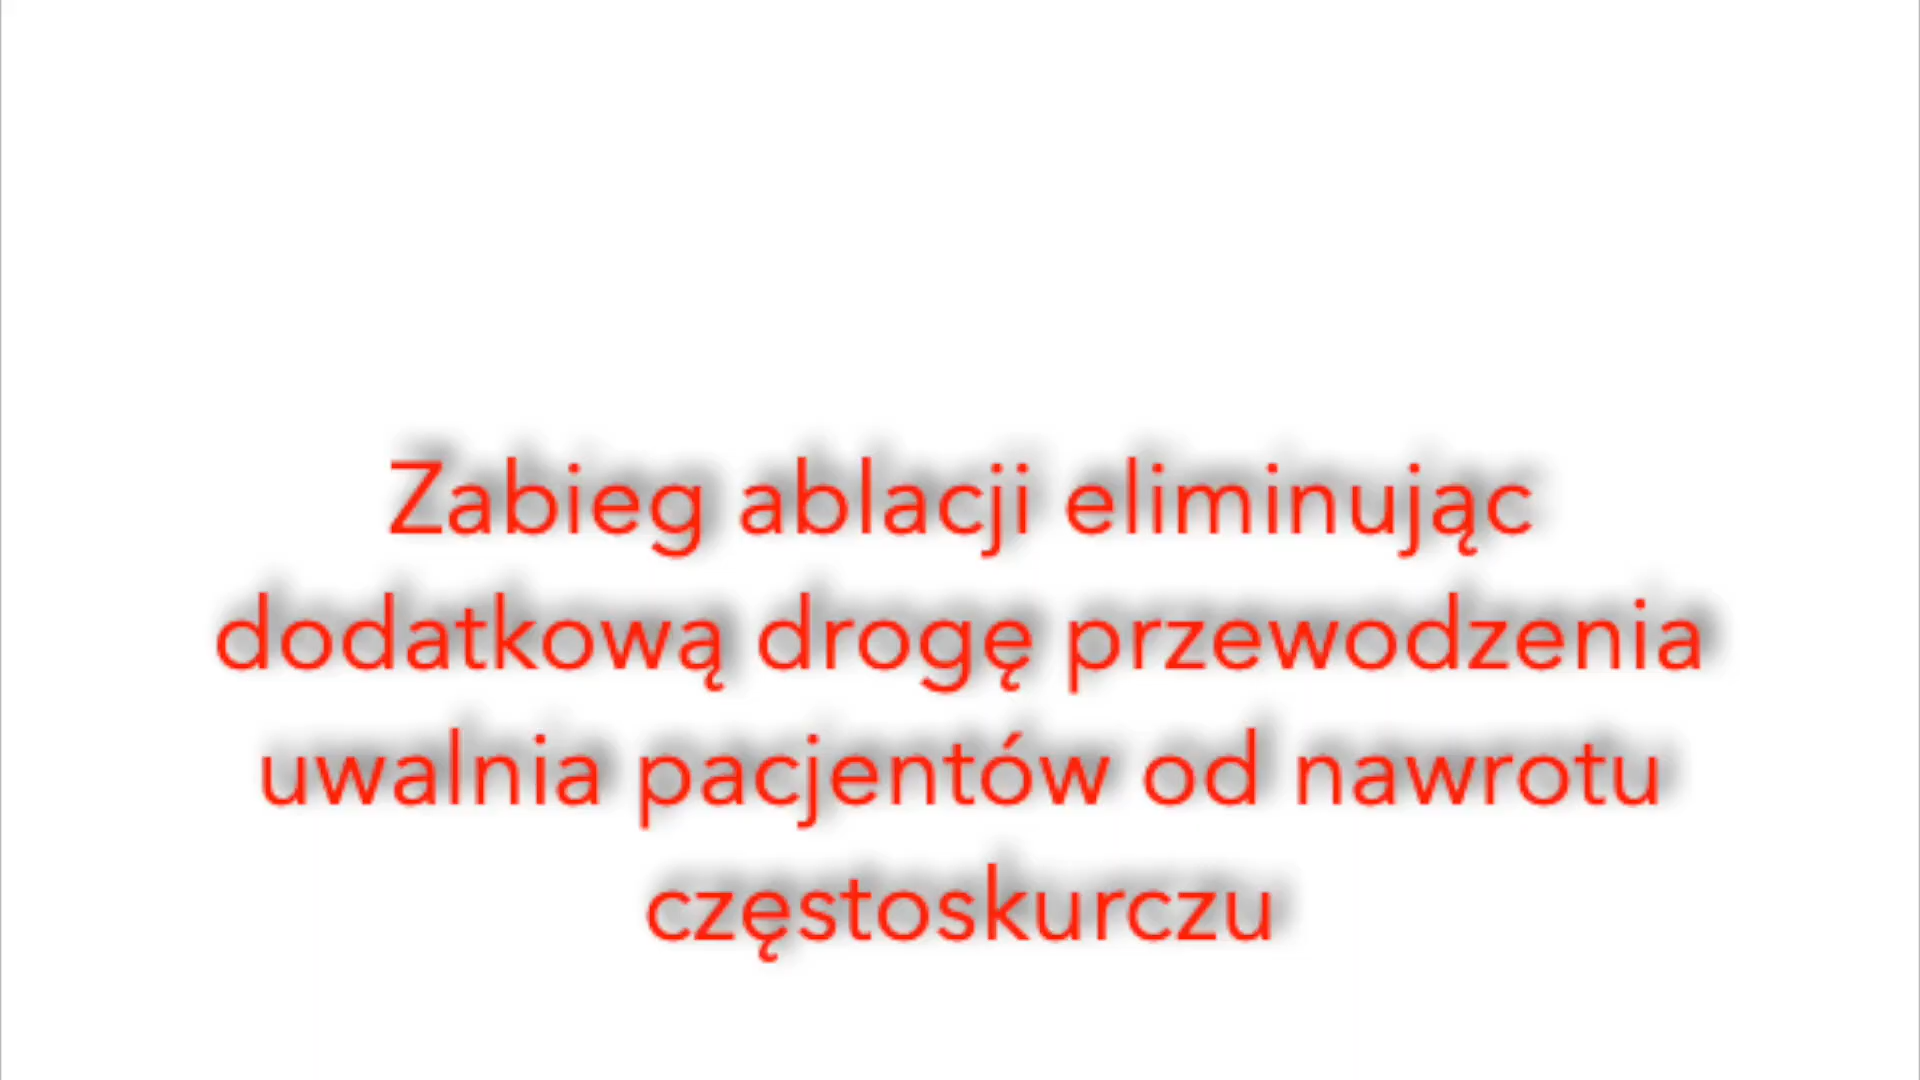 Zabieg ablacji eliminując
dodatkową drogę przewodzenia
uwalnia pacjentów od nawrotu
częstoskurczu